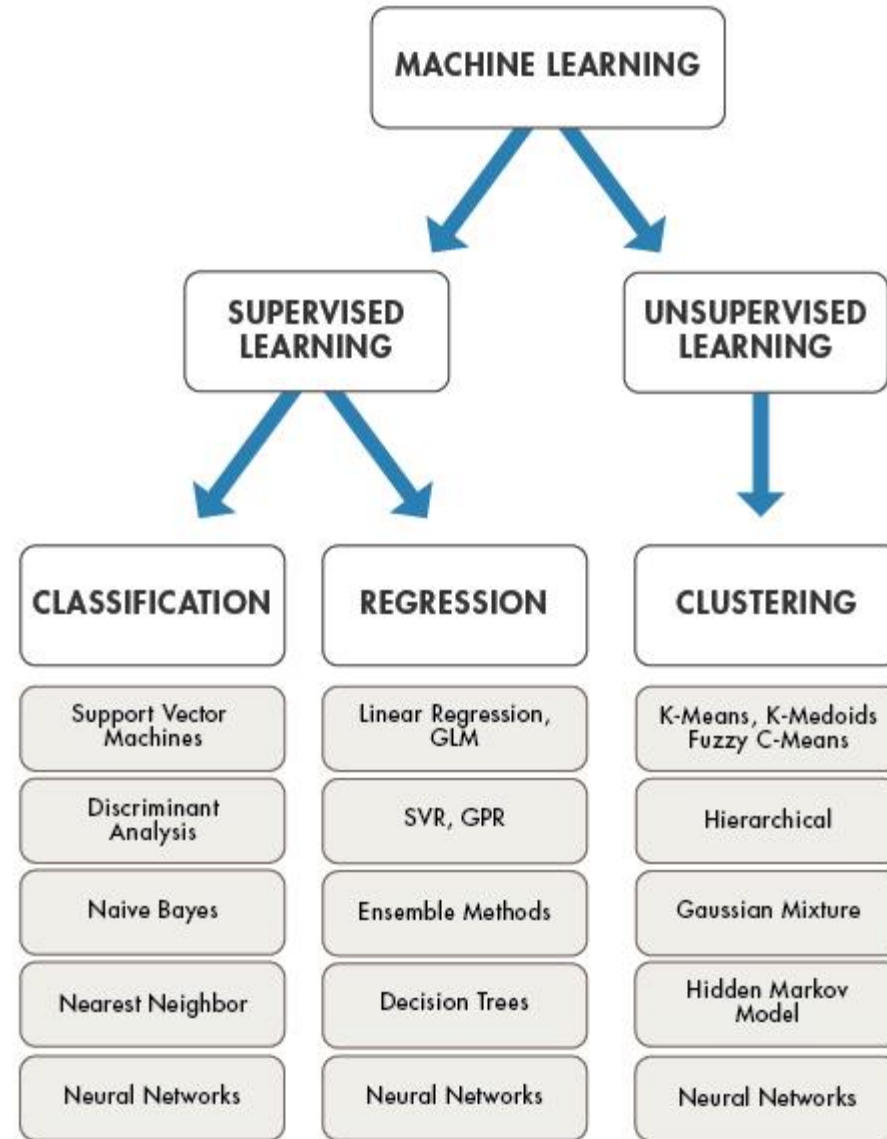 MACHINE LEARNING
SUPERVISED
LEARNING
UNSUPERVISED
LEARNING
CLASSIFICATION
REGRESSION
CLUSTERING
Support Vector
Machines
Linear Regression,
GLM
K-Means, K-Medoids
Fuzzy C-Means
Discriminant
Analysis
SVR, GPR
Hierarchical
Naive Bayes
Ensemble Methods
Gaussian Mixture
Nearest Neighbor
Decision Trees
Hidden Markov
Model
Neural Networks
Neural Networks
Neural Networks